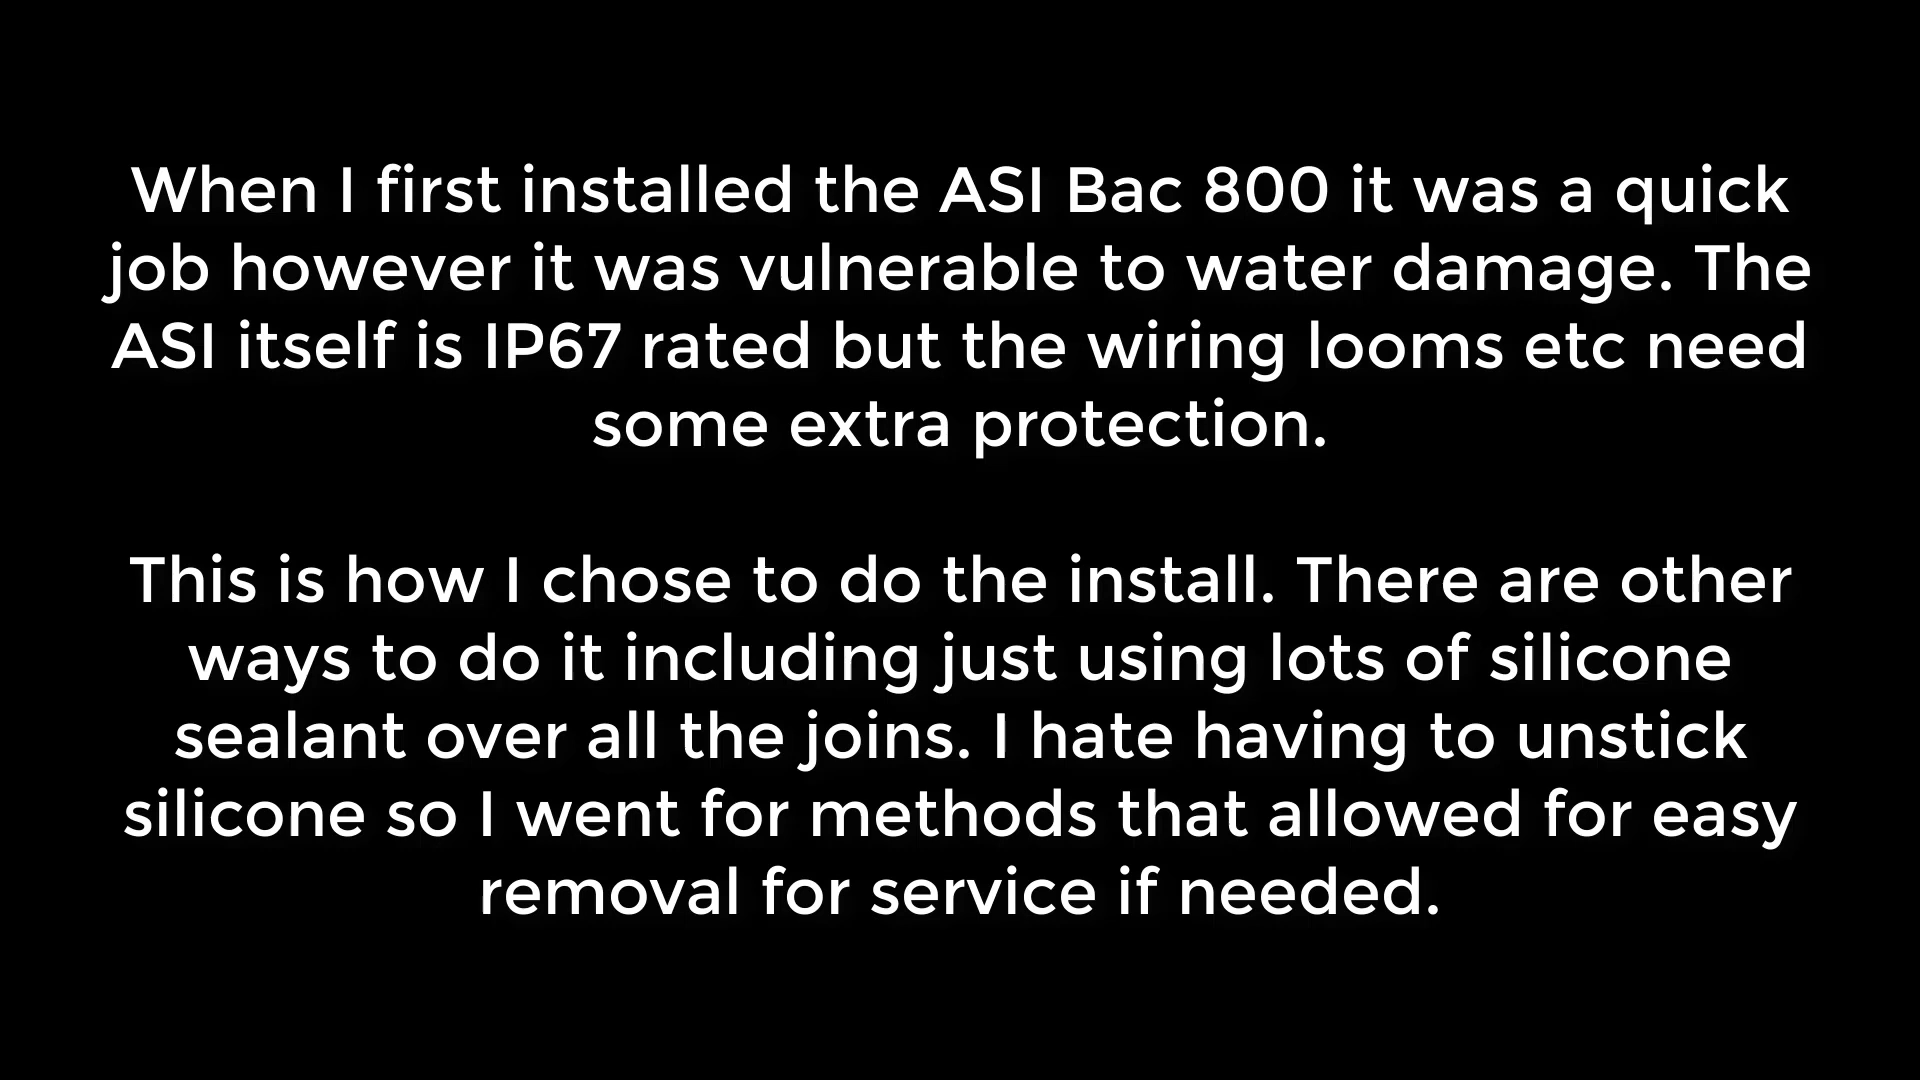 When I first installed the ASI Bac 800 it was a quick
job however it was vulnerable to water damage. The
ASI itself is IP67 rated but the wiring looms etc need
some extra protection.
This is how I chose to do the install. There are other
ways to do it including just using lots of silicone
sealant over all the joins. I hate having to unstick
silicone so I went for methods that allowed for easy
removal for service if needed.